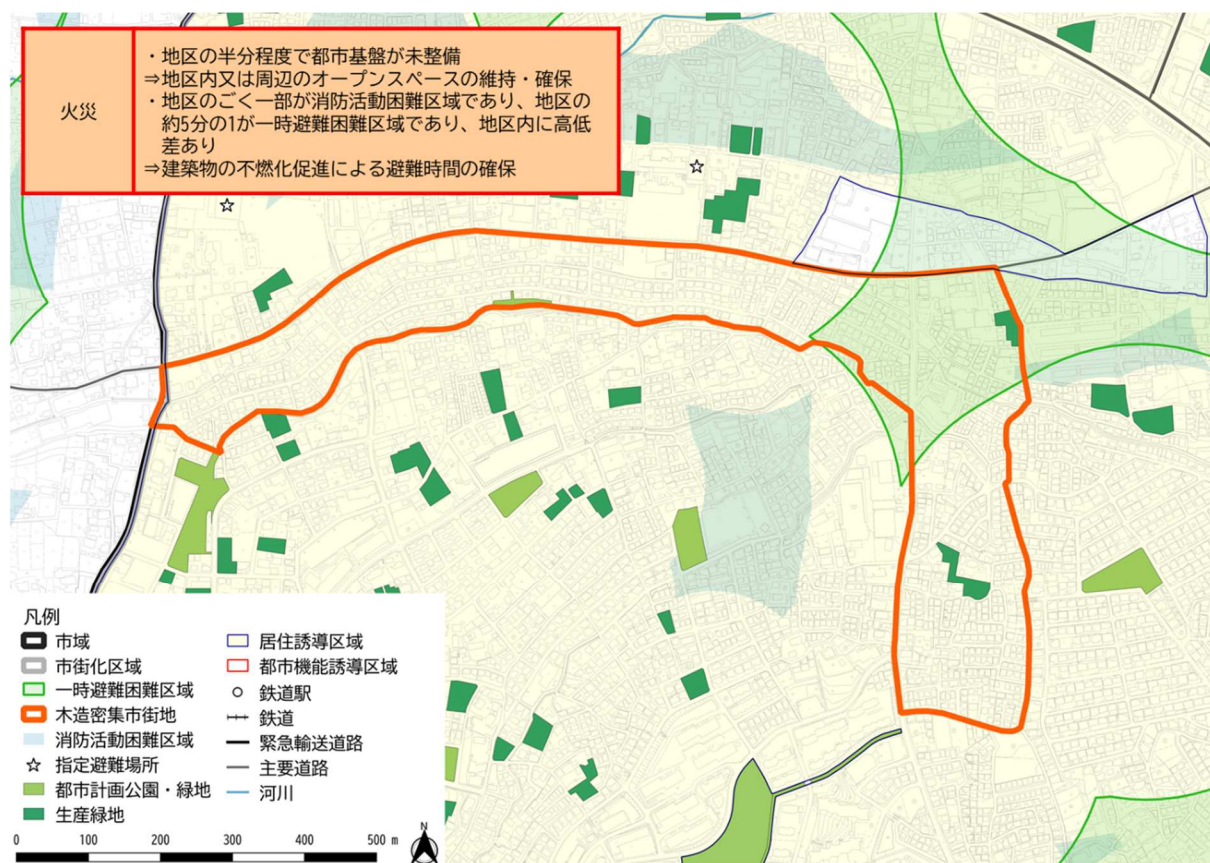 火災
・地区の半分程度で都市基盤が未整備
⇒地区内又は周辺のオープンスペースの維持・確保
・地区のごく一部が消防活動困難区域であり、地区の
約5分の1が一時避難困難区域であり、地区内に高低
差あり
⇒建築物の不燃化促進による避難時間の確保
凡例
市域
市街化区域
一時避難困難区域
木造密集市街地
消防活動困難区域
指定避難場所
都市計画公園・緑地
生産緑地
居住誘導区域
都市機能誘導区域
鉄道駅
鉄道
緊急輸送道路
主要道路
河川
0 100 200 300 400 500 m
N